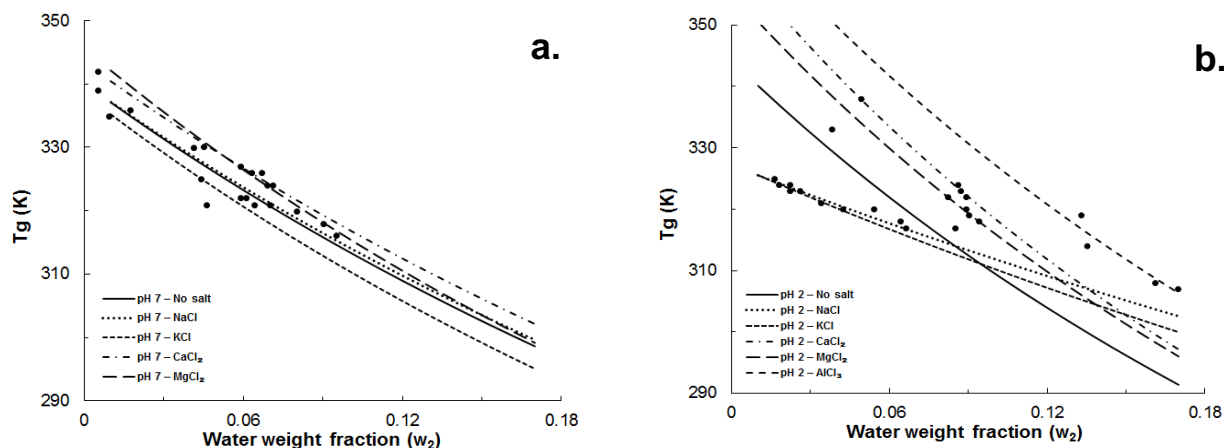 a.
350
330
310
290
Tg (K)
pH 7 – No salt
pH 7 – NaCl
pH 7 – KCl
pH 7 – CaCl₂
pH 7 – MgCl₂
0
0.06
0.12
0.18
Water weight fraction (w₂)
b.
350
330
310
290
Tg (K)
pH 2 – No salt
pH 2 – NaCl
pH 2 – KCl
pH 2 – CaCl₂
pH 2 – MgCl₂
pH 2 – AlCl₃
0
0.06
0.12
0.18
Water weight fraction (w₂)